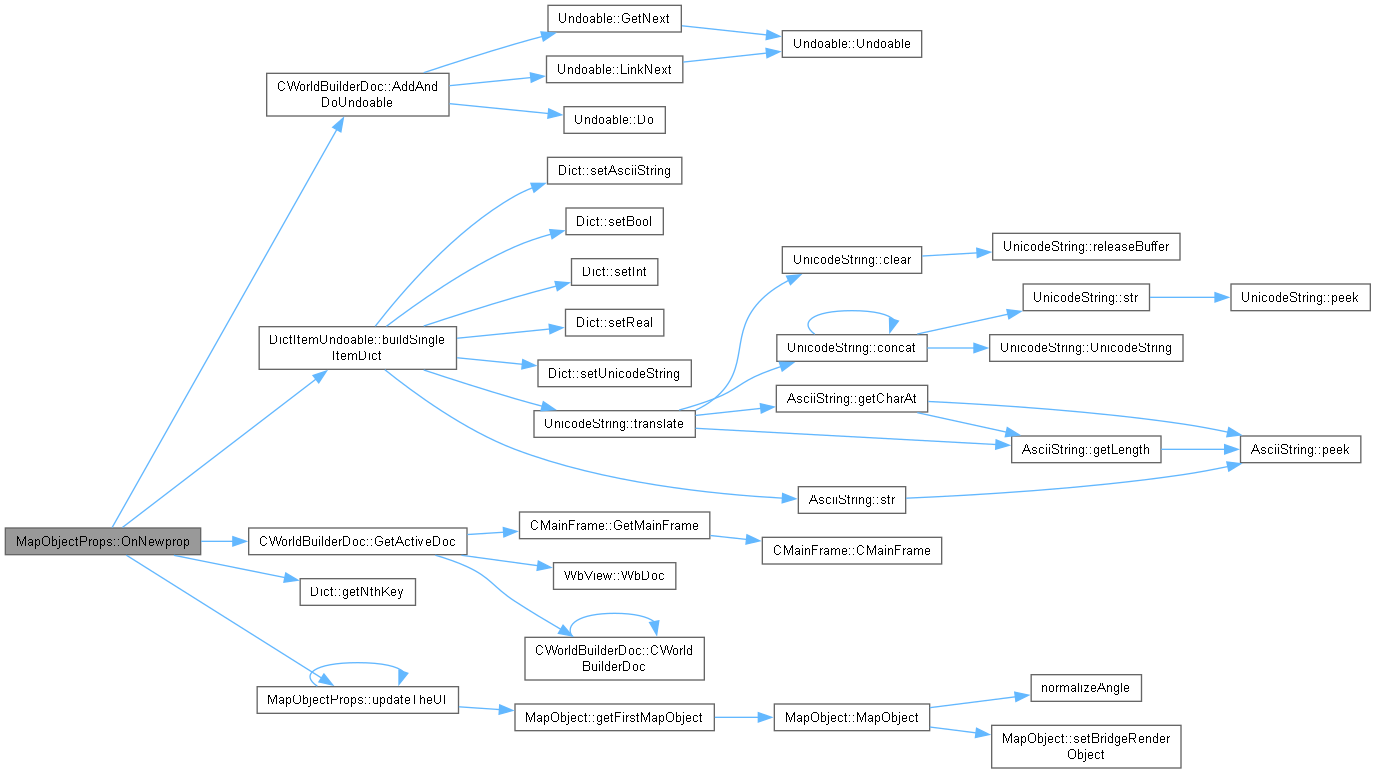 Undoable::GetNext
Undoable::Undoable
Undoable::LinkNext
CWorldBuilderDoc::AddAnd
DoUndoable
Undoable::Do
Dict::setAsciiString
Dict::setBool
UnicodeString::releaseBuffer
UnicodeString::clear
Dict::setInt
UnicodeString::str
UnicodeString::peek
Dict::setReal
DictItemUndoable::buildSingle
ItemDict
UnicodeString::concat
UnicodeString::UnicodeString
Dict::setUnicodeString
AsciiString::getCharAt
UnicodeString::translate
AsciiString::getLength
AsciiString::peek
AsciiString::str
CMainFrame::GetMainFrame
MapObjectProps::OnNewprop
CWorldBuilderDoc::GetActiveDoc
CMainFrame::CMainFrame
WbView::WbDoc
Dict::getNthKey
CWorldBuilderDoc::CWorld
BuilderDoc
normalizeAngle
MapObjectProps::updateTheUI
MapObject::getFirstMapObject
MapObject::MapObject
MapObject::setBridgeRender
Object